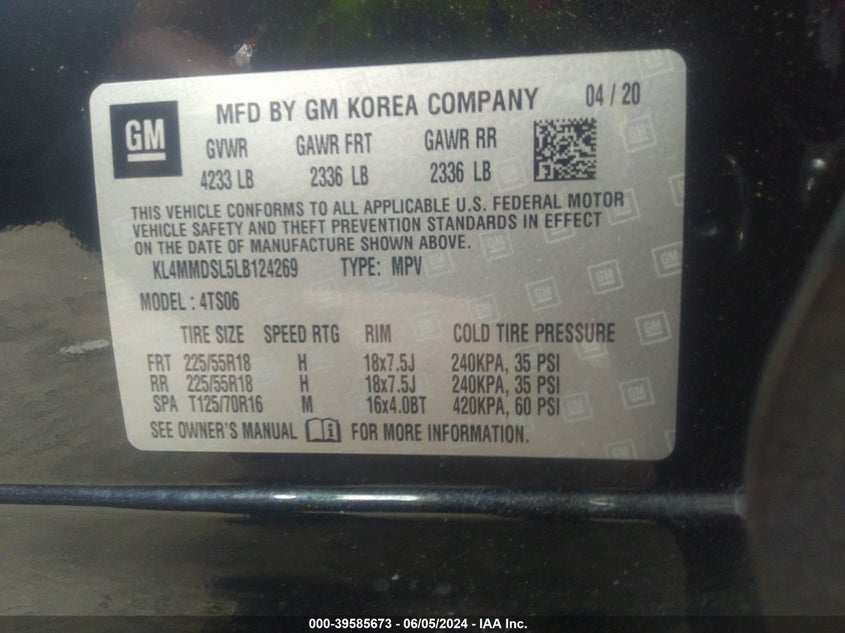 GM
MFD BY GM KOREA COMPANY 04 / 20
GVWR GAWR FRT GAWR RR
4233 LB 2336 LB 2336 LB
THIS VEHICLE CONFORMS TO ALL APPLICABLE U.S. FEDERAL MOTOR
VEHICLE SAFETY AND THEFT PREVENTION STANDARDS IN EFFECT
ON THE DATE OF MANUFACTURE SHOWN ABOVE.
KL4MMDSL5LB124269 TYPE: MPV
MODEL : 4TS06
TIRE SIZE SPEED RTG RIM COLD TIRE PRESSURE
FRT 225/55R18 H 18x7.5J 240KPA, 35 PSI
RR 225/55R18 H 18x7.5J 240KPA, 35 PSI
SPA T125/70R16 M 16x4.0BT 420KPA, 60 PSI
SEE OWNER'S MANUAL FOR MORE INFORMATION.
000-39585673 - 06/05/2024 - IAA Inc.